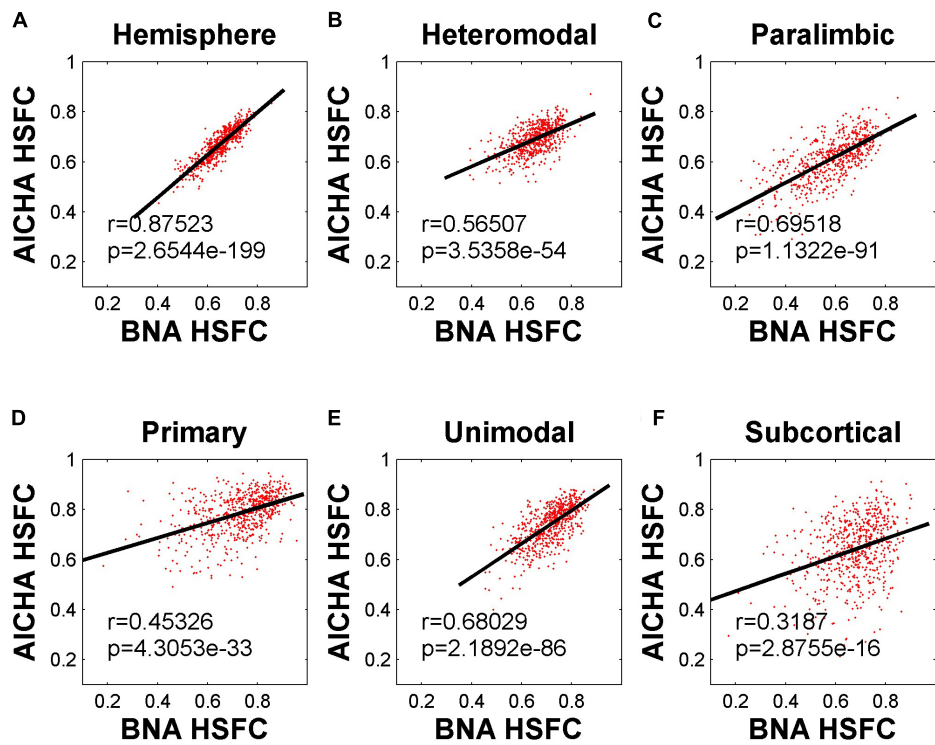 A
Hemisphere
AICHA HSFC
1
0.8
0.6
0.4
0.2
r=0.87523
p=2.6544e-199
0.2 0.4 0.6 0.8
BNA HSFC
B
Heteromodal
AICHA HSFC
1
0.8
0.6
0.4
0.2
r=0.56507
p=3.5358e-54
0.2 0.4 0.6 0.8
BNA HSFC
C
Paralimbic
AICHA HSFC
1
0.8
0.6
0.4
0.2
r=0.69518
p=1.1322e-91
0.2 0.4 0.6 0.8
BNA HSFC
D
Primary
AICHA HSFC
1
0.8
0.6
0.4
0.2
r=0.45326
p=4.3053e-33
0.2 0.4 0.6 0.8
BNA HSFC
E
Unimodal
AICHA HSFC
1
0.8
0.6
0.4
0.2
r=0.68029
p=2.1892e-86
0.2 0.4 0.6 0.8
BNA HSFC
F
Subcortical
AICHA HSFC
1
0.8
0.6
0.4
0.2
r=0.3187
p=2.8755e-16
0.2 0.4 0.6 0.8
BNA HSFC